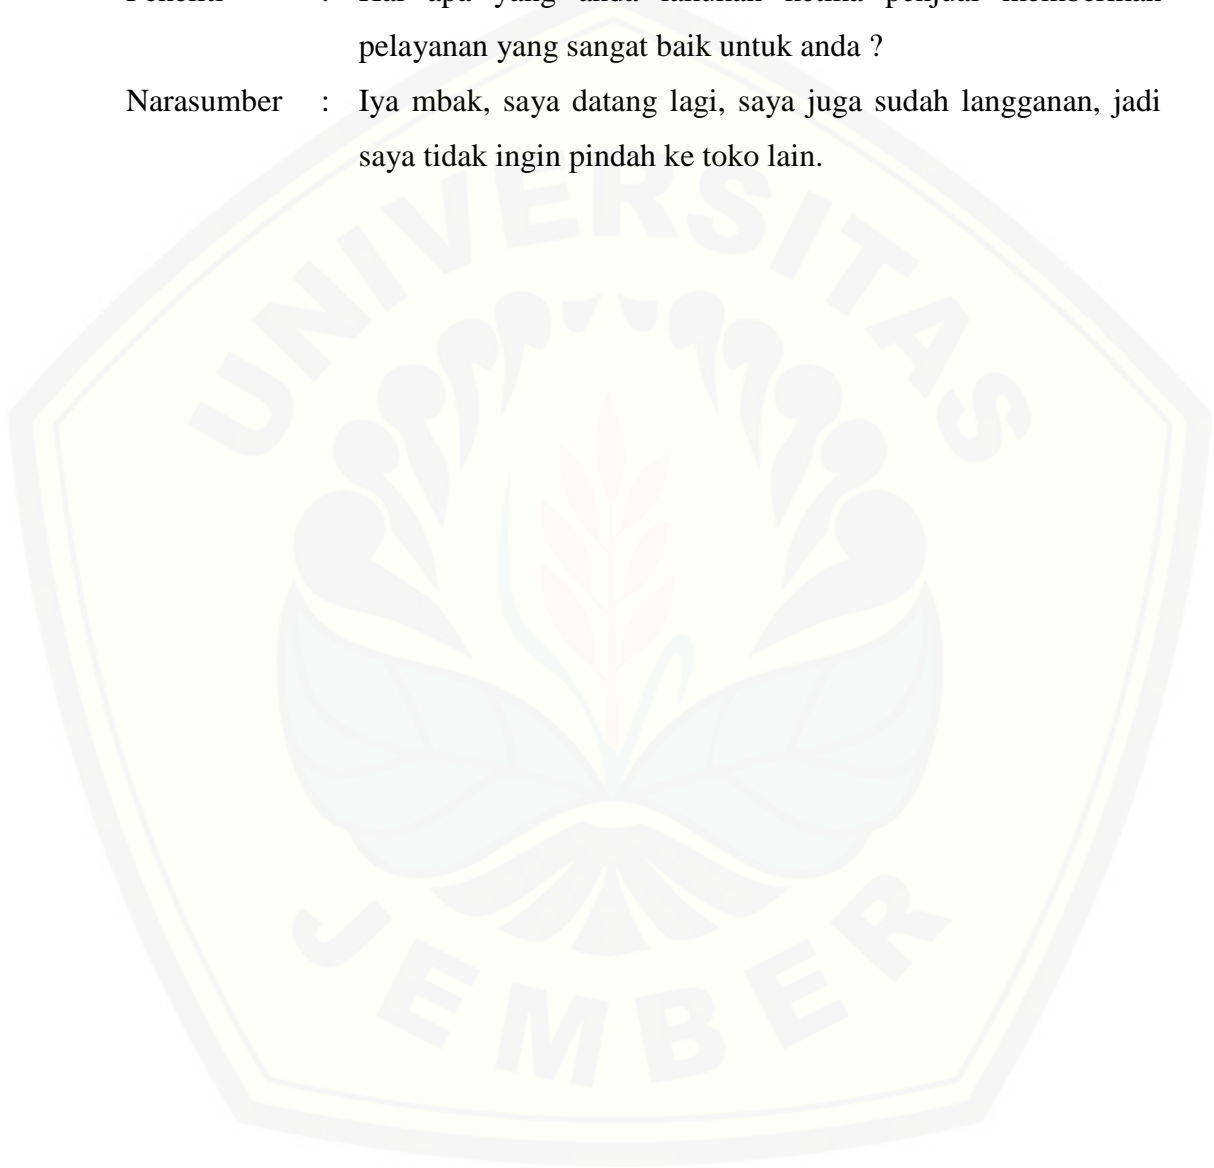 pelayanan yang sangat baik untuk anda ?
Narasumber : Iya mbak, saya datang lagi, saya juga sudah langganan, jadi
saya tidak ingin pindah ke toko lain.
UNIVERSITAS
JEMBER